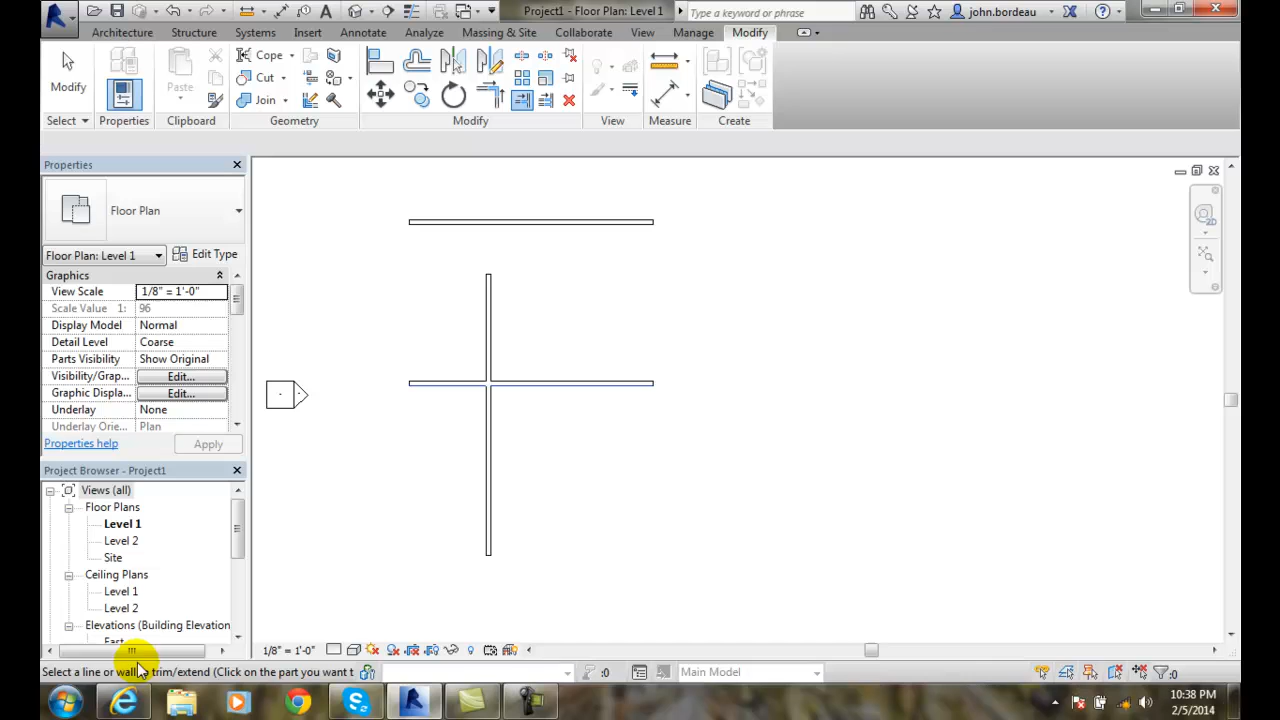 Project1 - Floor Plan: Level 1
Type a keyword or phrase
john.bordeau
Architecture Structure Systems Insert Annotate Analyze Massing & Site Collaborate View Manage Modify
Modify
Paste
Cope
Cut
Join
Select Properties Clipboard Geometry Modify View Measure Create
Properties
Floor Plan
Floor Plan: Level 1 Edit Type
Graphics
View Scale 1/8" = 1'-0"
Scale Value 1: 96
Display Model Normal
Detail Level Coarse
Parts Visibility Show Original
Visibility/Grap... Edit...
Graphic Displa... Edit...
Underlay None
Underlay Orie... Plan
Properties help Apply
Project Browser - Project1
Views (all)
Floor Plans
Level 1
Level 2
Site
Ceiling Plans
Level 1
Level 2
Elevations (Building Elevation
East
2D
1/8" = 1'-0"
Select a line or wall trim/extend (Click on the part you want t
:0
Main Model
:0
10:38 PM
2/5/2014